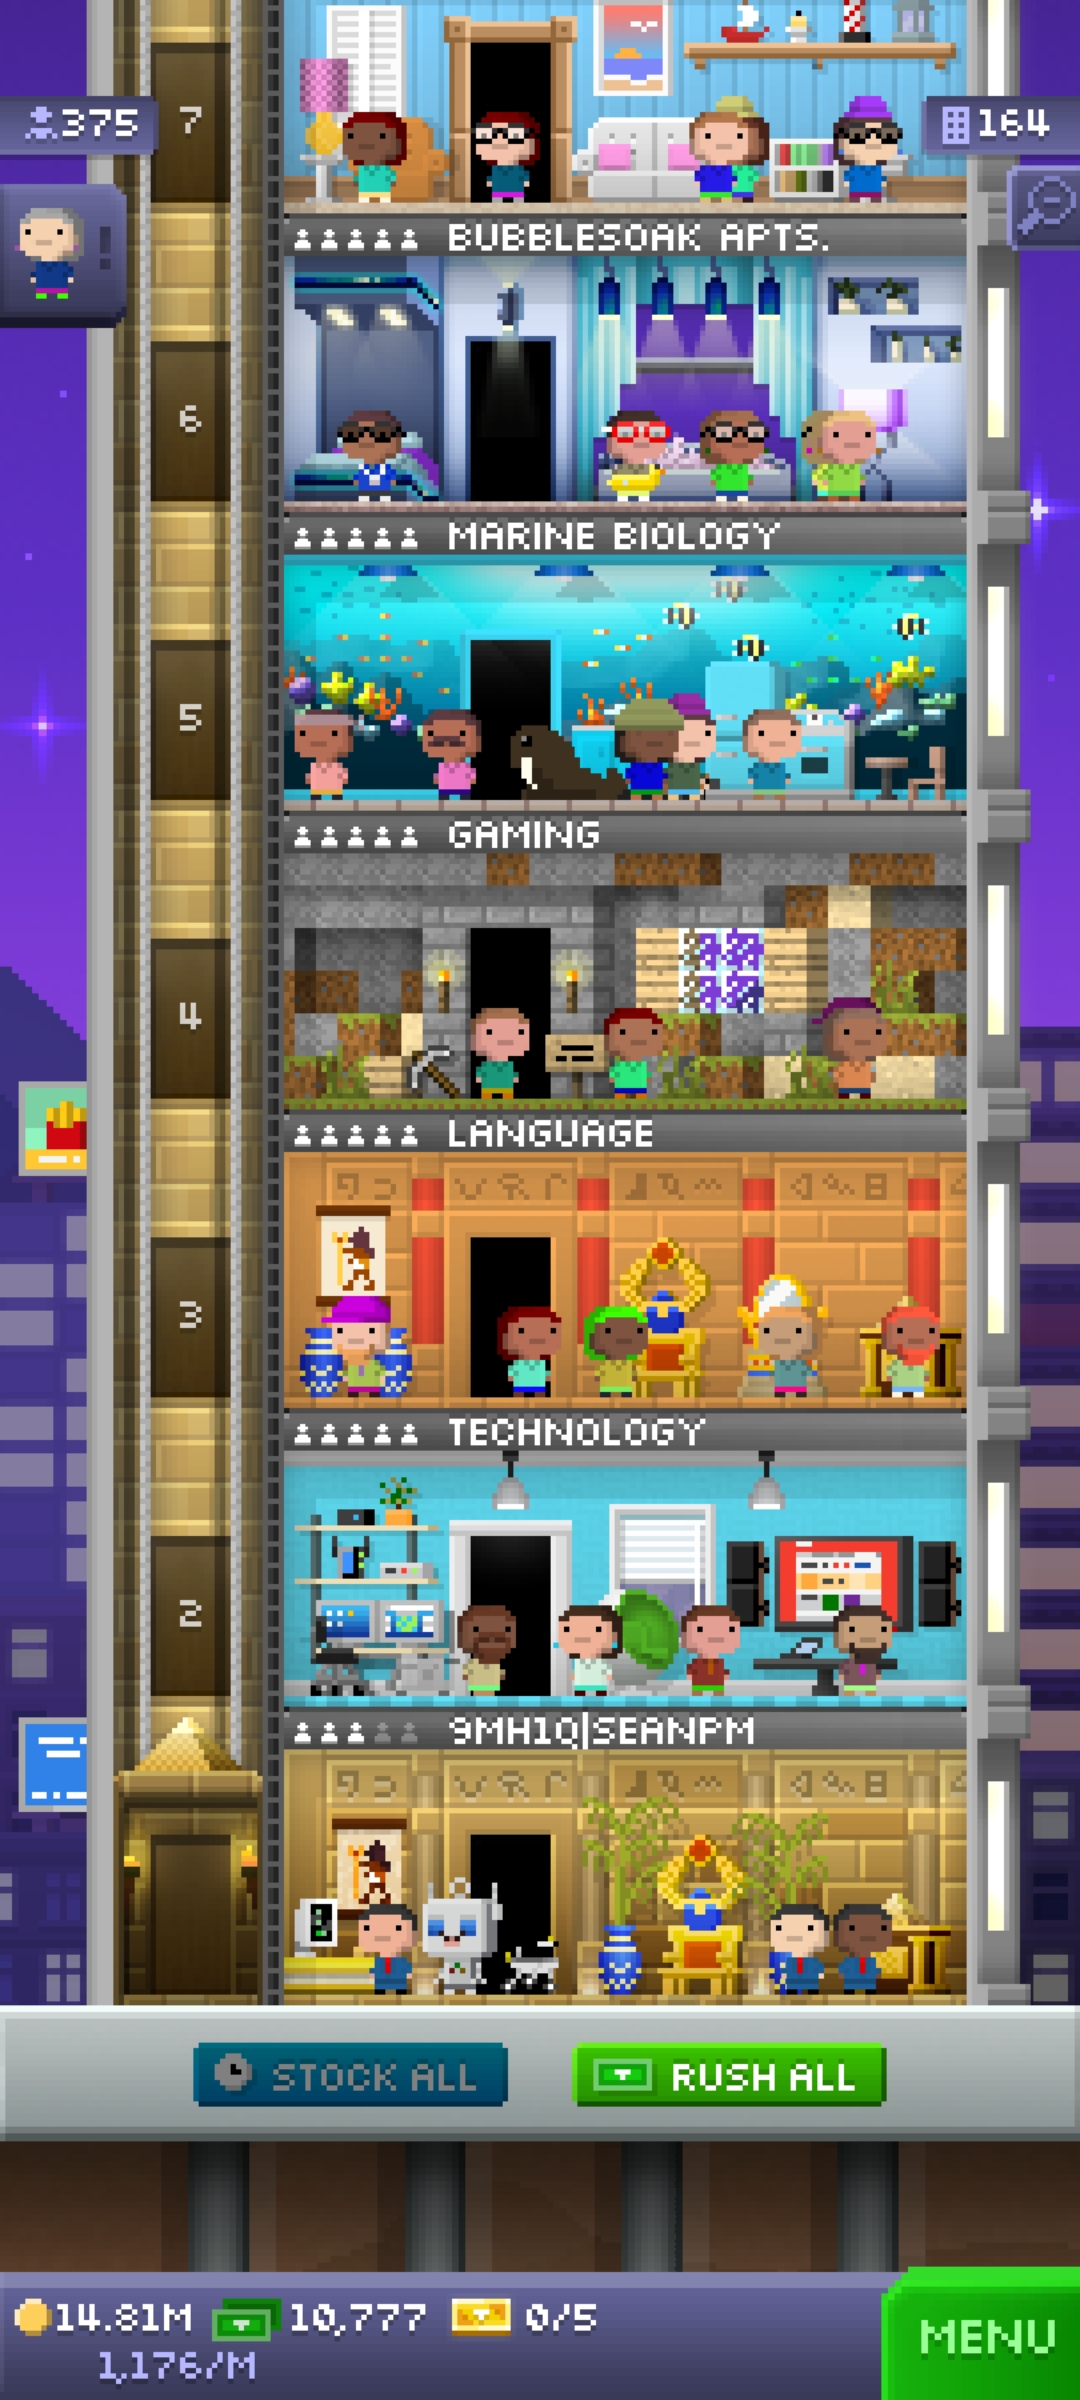 7
375
164
BUBBLESOAK APTS.
6
MARINE BIOLOGY
5
GAMING
4
LANGUAGE
3
TECHNOLOGY
2
9MH1Q|SEANPM
STOCK ALL
RUSH ALL
14.81M 10,777 0/5
1,176/M
MENU